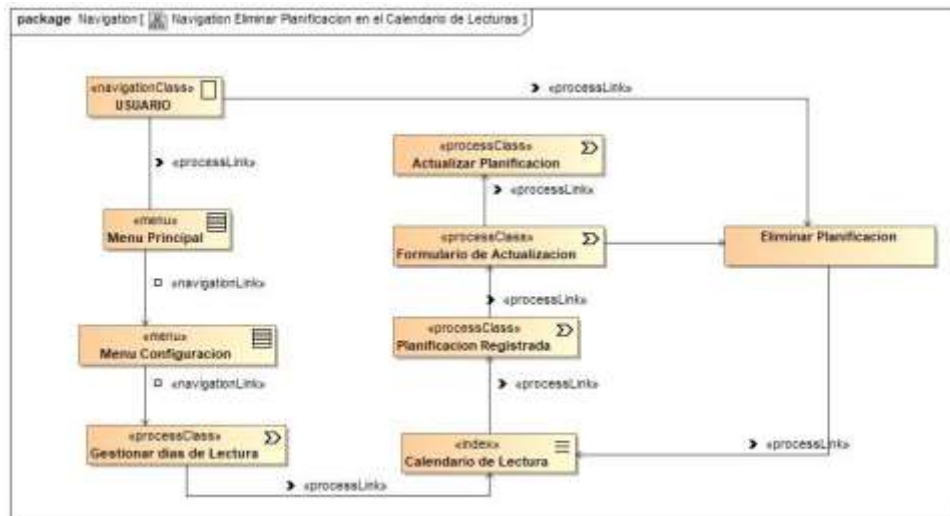 package Navigation [ Navigation Eliminar Planificacion en el Calendario de Lecturas ]
«navigationClass»
USUARIO
«processLink»
«processLink»
«processClass»
Actualizar Planificacion
«processLink»
«menu»
Menu Principal
«processClass»
Formulario de Actualizacion
Eliminar Planificacion
«navigationLink»
«processLink»
«menu»
Menu Configuracion
«processClass»
Planificacion Registrada
«navigationLink»
«processLink»
«processClass»
Gestionar dias de Lectura
«index»
Calendario de Lectura
«processLink»
«processLink»